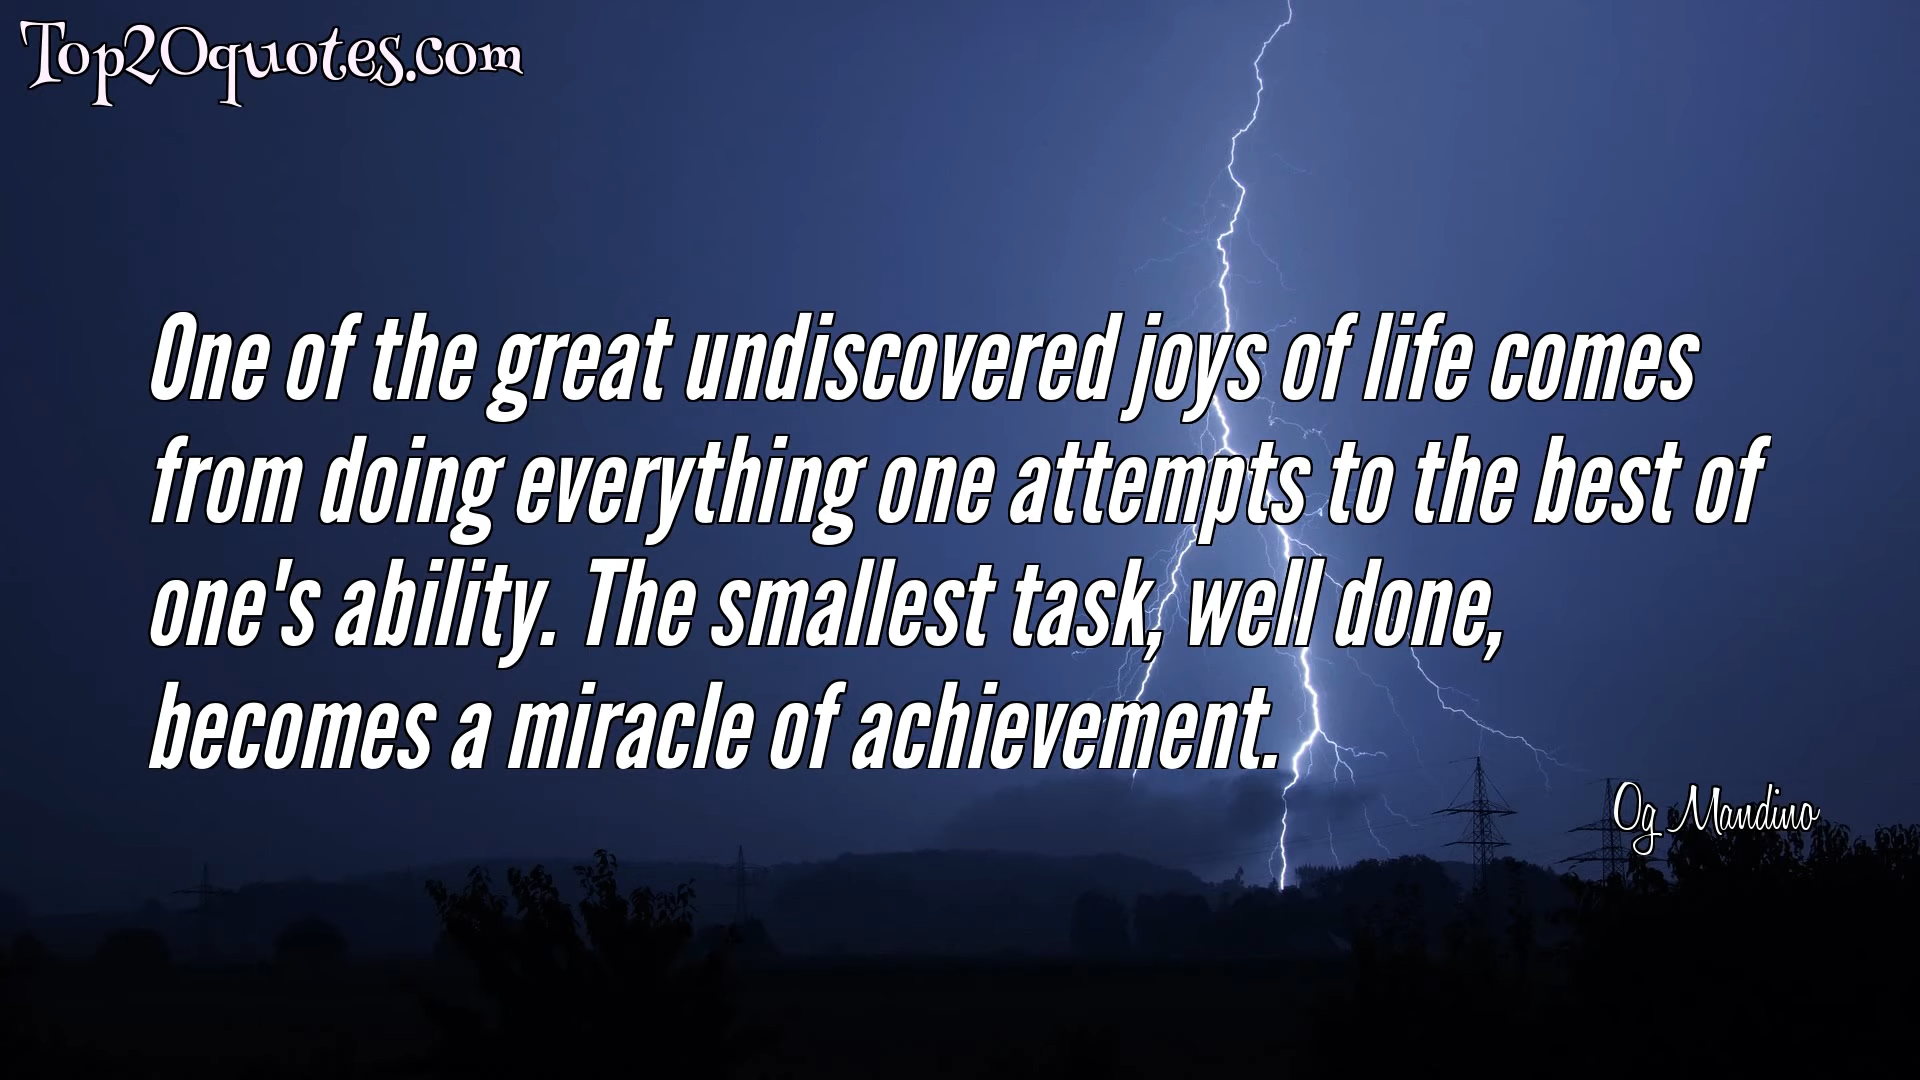 Top20quotes.com
One of the great undiscovered joys of life comes
from doing everything one attempts to the best of
one's ability. The smallest task, well done,
becomes a miracle of achievement.
Og Mandino